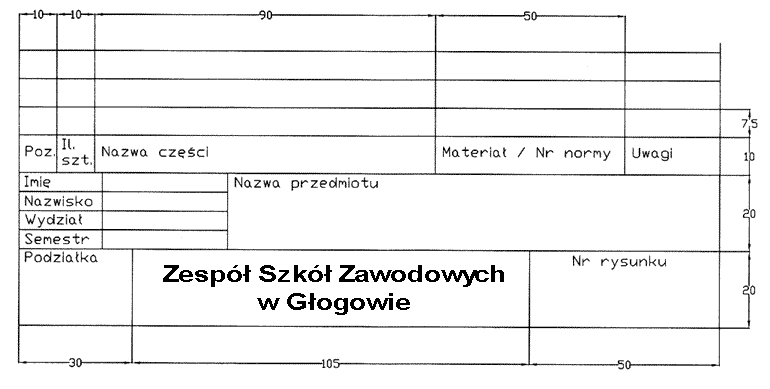 10 10 90 50
7,5
Poz. Il. szt. Nazwa części Materiał / Nr normy Uwagi 10
Imię Nazwa przedmiotu
Nazwisko
Wydział 20
Semestr
Podziałka Zespół Szkół Zawodowych Nr rysunku
w Głogowie 20
30 105 50